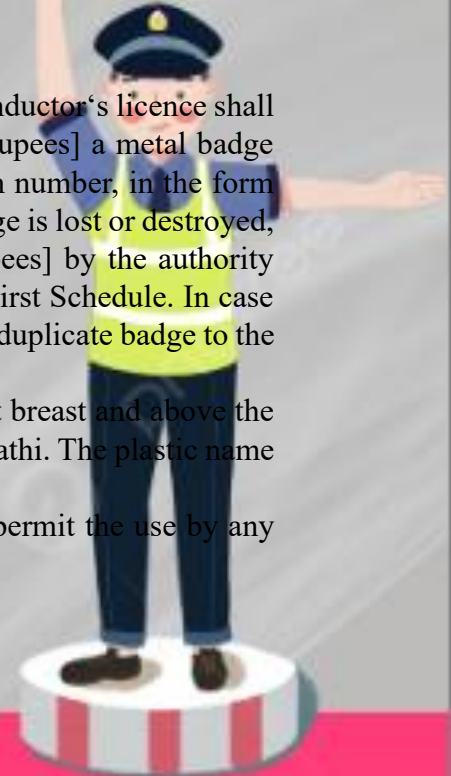 nductor‘s licence shall
upees] a metal badge
n number, in the form
ge is lost or destroyed,
ees] by the authority
irst Schedule. In case
duplicate badge to the
t breast and above the
athi. The plastic name
permit the use by any